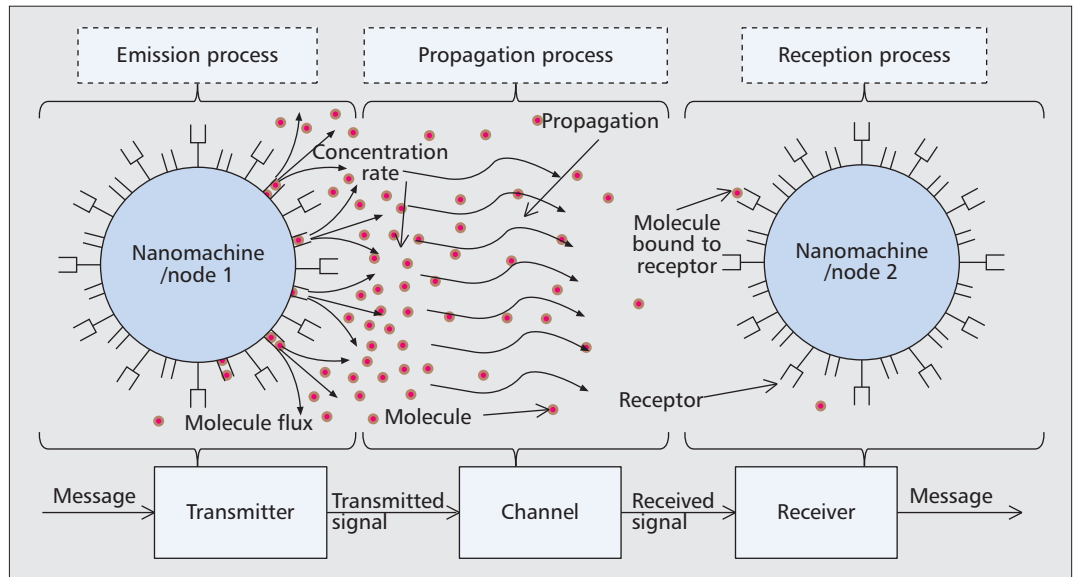 Emission process
Propagation process
Reception process
Propagation
Concentration
rate
Nanomachine
/node 1
Molecule
bound to
receptor
Nanomachine
/node 2
Molecule flux
Molecule
Receptor
Message
Transmitter
Transmitted
signal
Channel
Received
signal
Receiver
Message